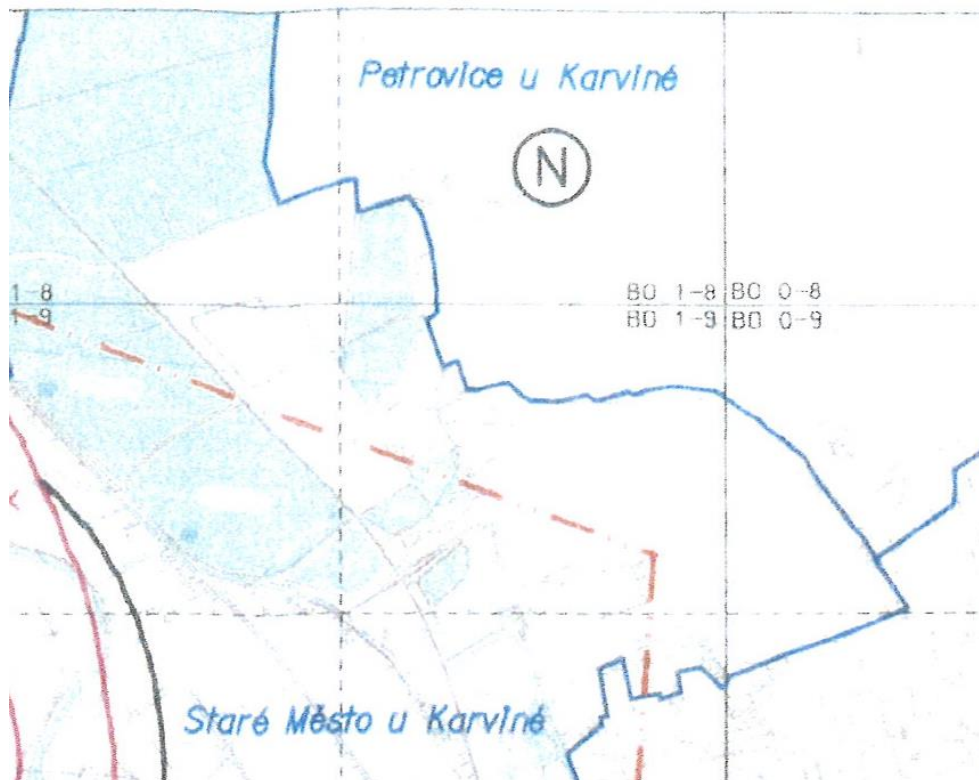 Petrovice u Karviné
N
1-8
1-9
BO 1-8 BO 0-8
BO 1-9 BO 0-9
Staré Město u Karviné